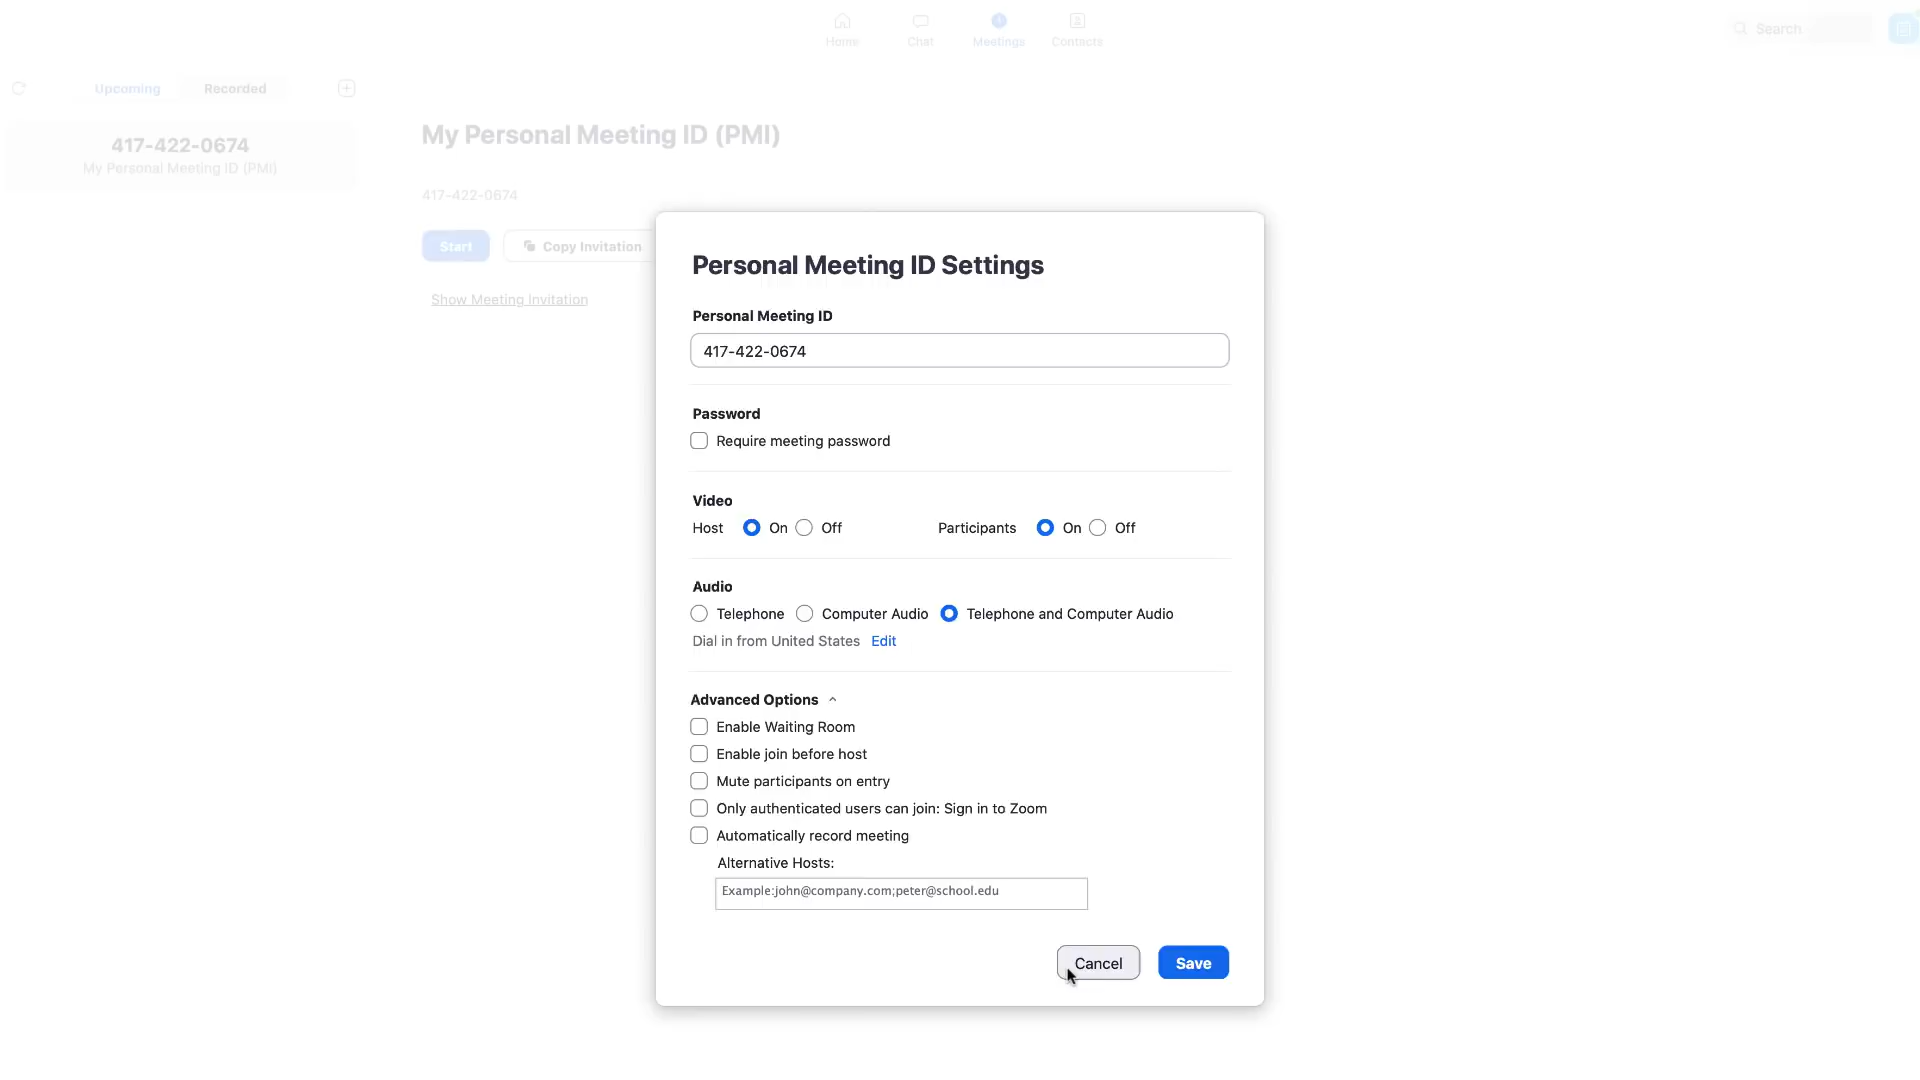 Home Chat Meetings Contacts
Search
Upcoming Recorded
417-422-0674
My Personal Meeting ID (PMI)
My Personal Meeting ID (PMI)
417-422-0674
Start Copy Invitation
Show Meeting Invitation
Personal Meeting ID Settings
Personal Meeting ID
417-422-0674
Password
Require meeting password
Video
Host On Off Participants On Off
Audio
Telephone Computer Audio Telephone and Computer Audio
Dial in from United States Edit
Advanced Options
Enable Waiting Room
Enable join before host
Mute participants on entry
Only authenticated users can join: Sign in to Zoom
Automatically record meeting
Alternative Hosts:
Example:john@company.com;peter@school.edu
Cancel Save